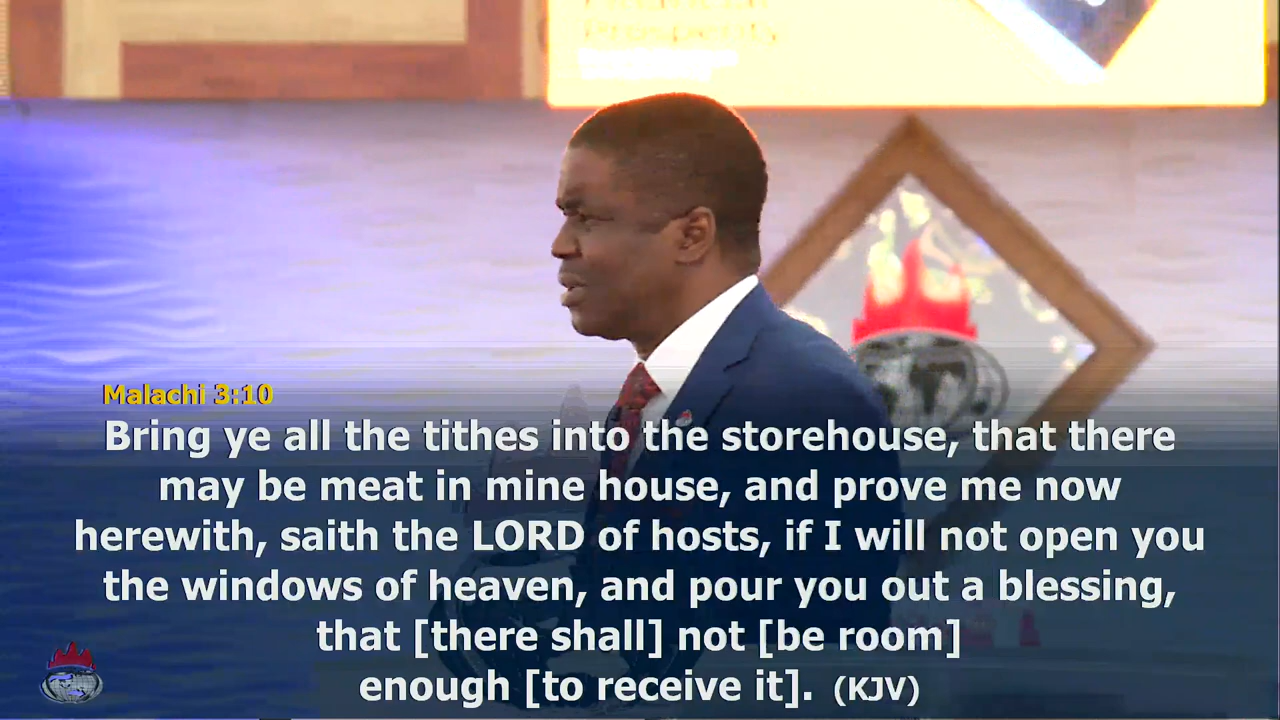 Prosperity
Malachi 3:10
Bring ye all the tithes into the storehouse, that there
may be meat in mine house, and prove me now
herewith, saith the LORD of hosts, if I will not open you
the windows of heaven, and pour you out a blessing,
that [there shall] not [be room]
enough [to receive it]. (KJV)